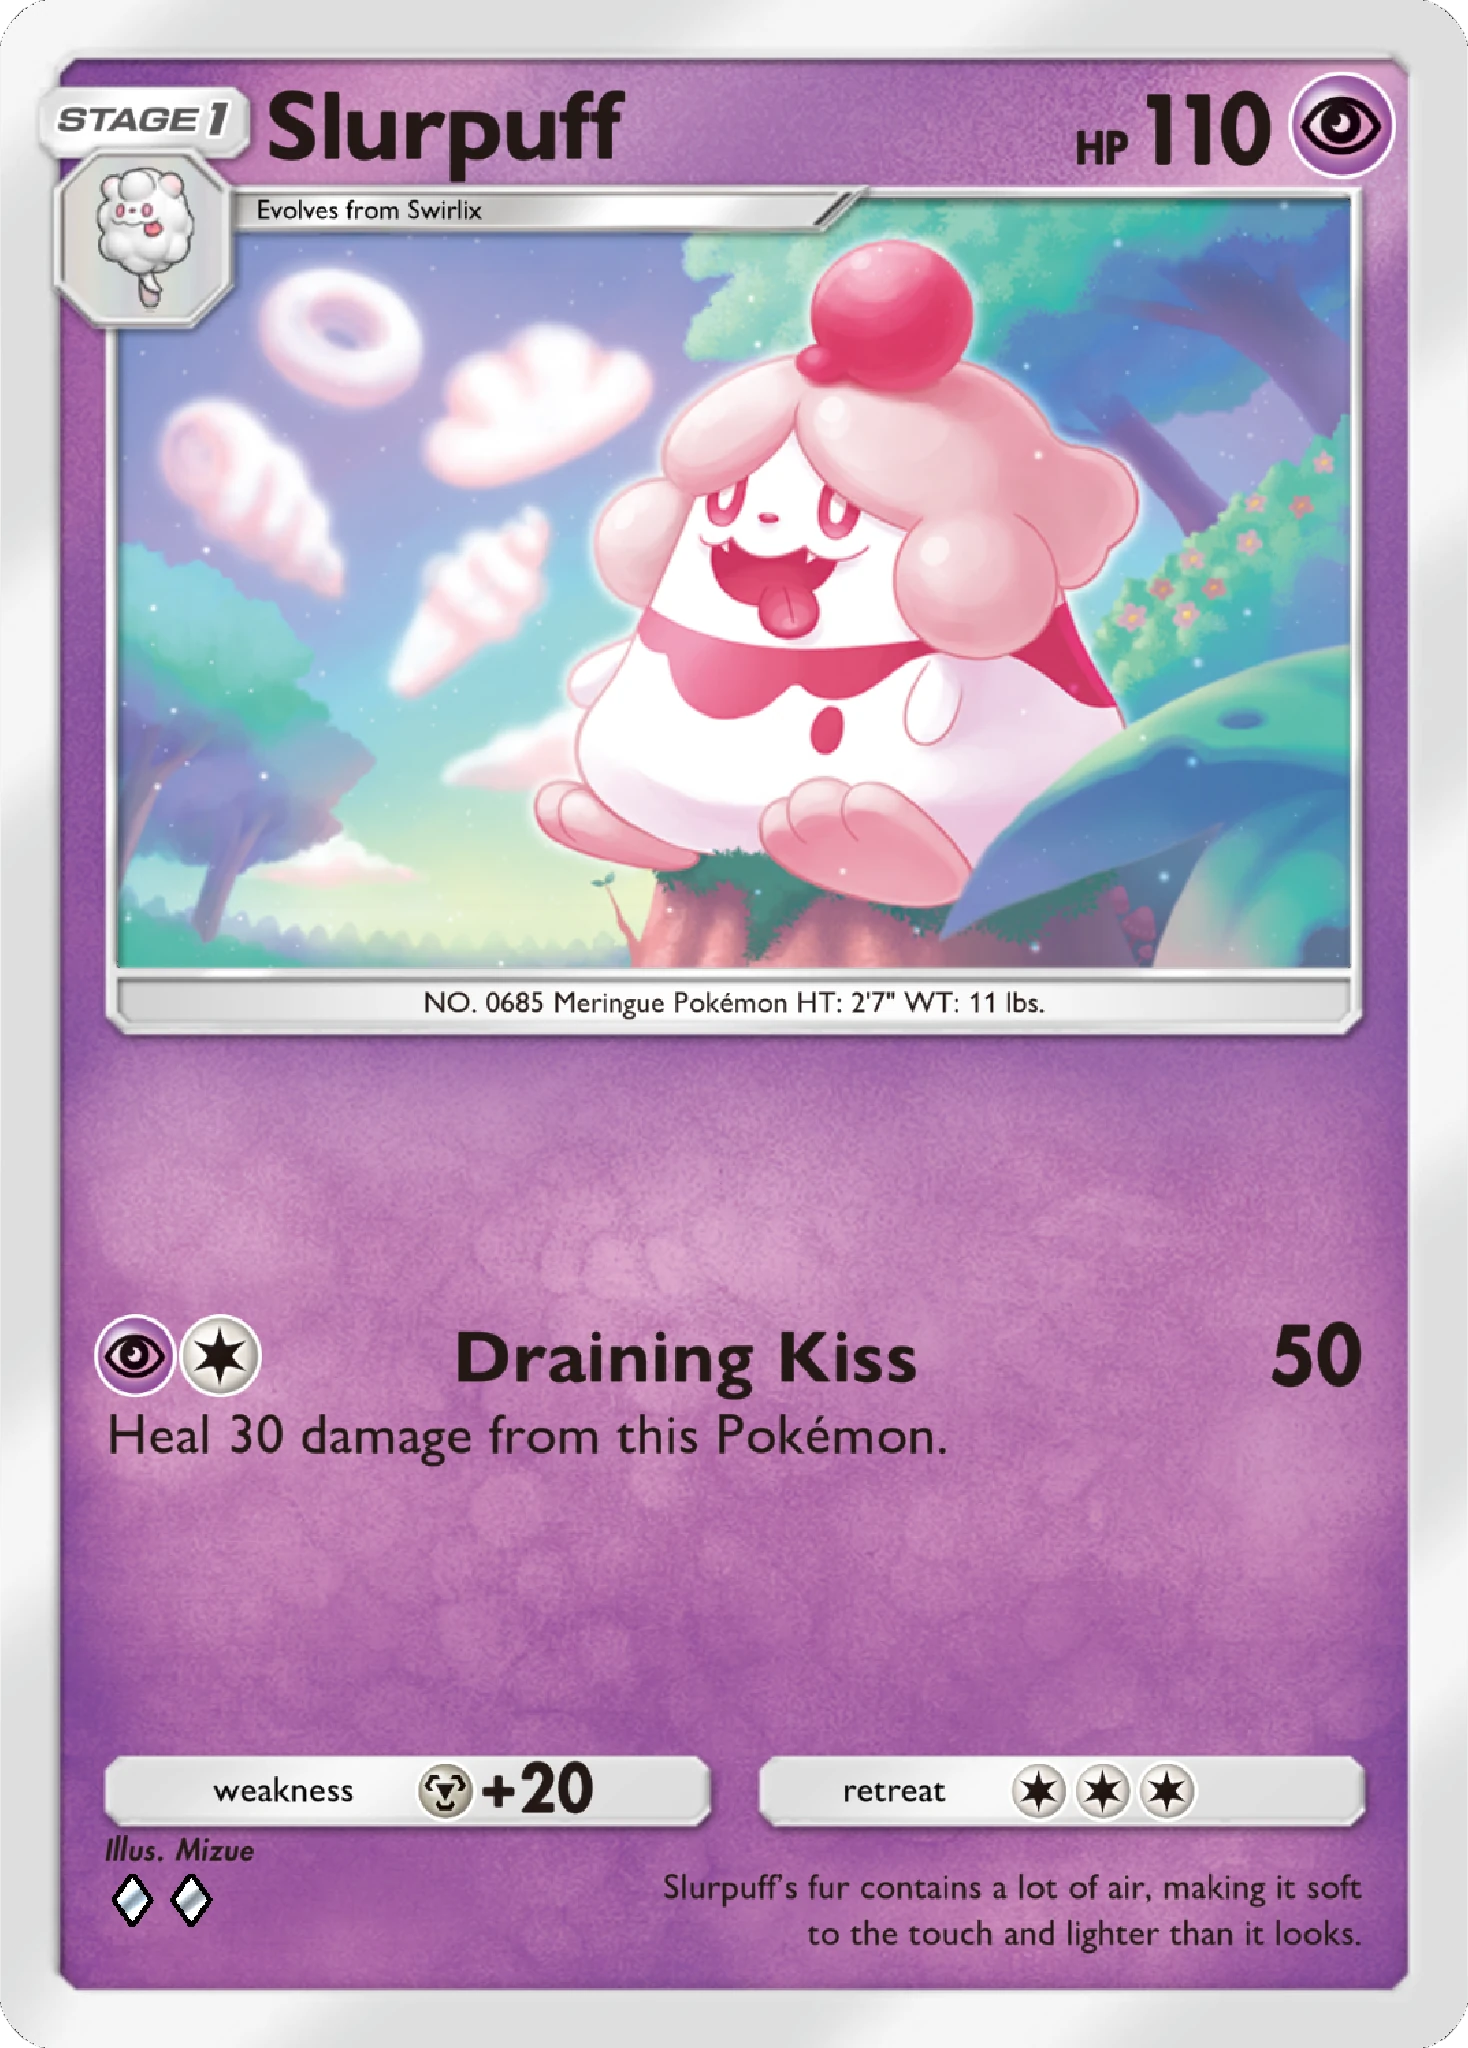 STAGE 1
Slurpuff
HP 110
Evolves from Swirlix
NO. 0685 Meringue Pokémon HT: 2'7" WT: 11 lbs.
Draining Kiss 50
Heal 30 damage from this Pokémon.
weakness +20
retreat
Illus. Mizue
Slurpuff's fur contains a lot of air, making it soft
to the touch and lighter than it looks.